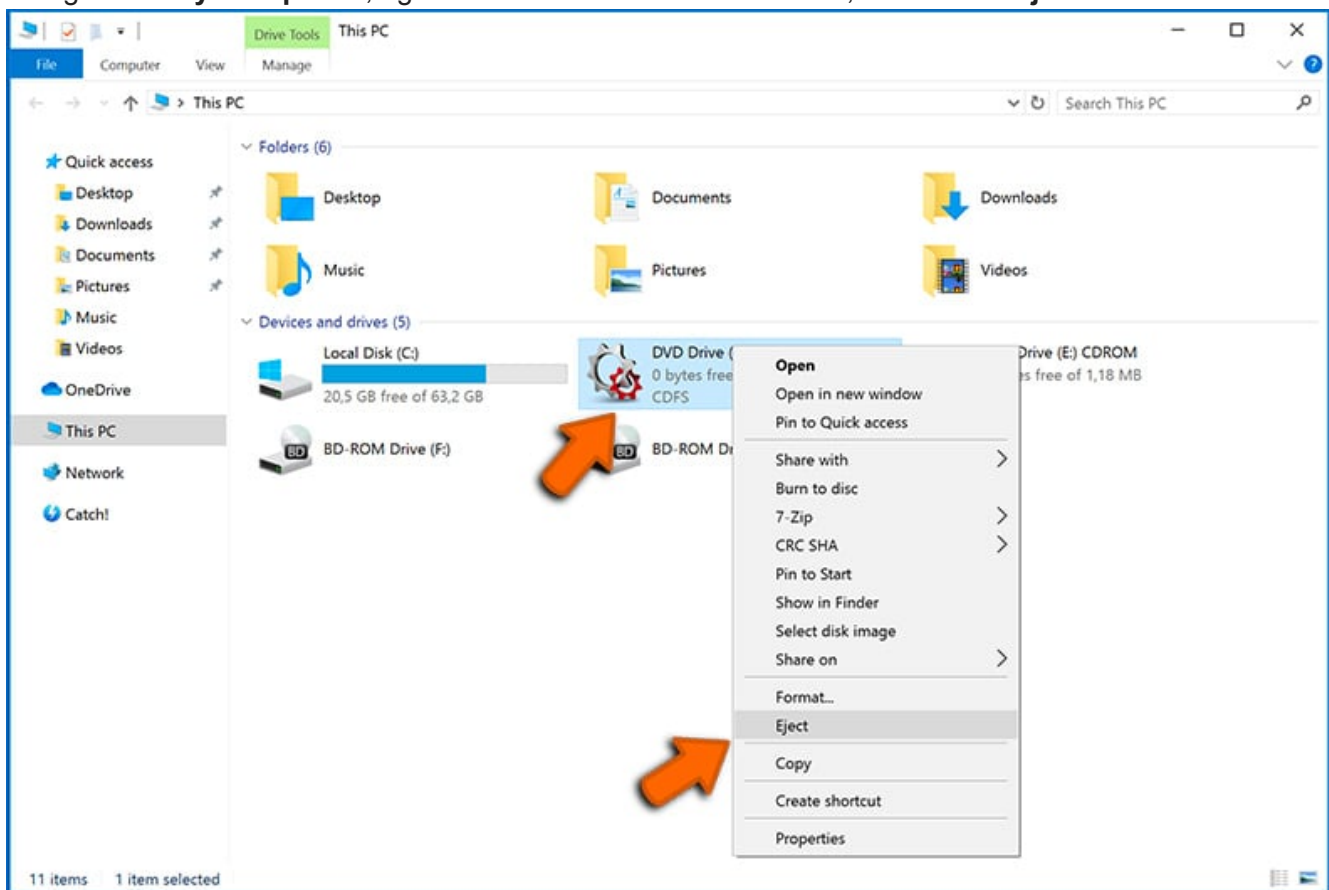 Drive Tools This PC
File Computer View Manage
This PC
Search This PC
Quick access
Desktop
Downloads
Documents
Pictures
Music
Videos
OneDrive
This PC
Network
Catch!
Folders (6)
Desktop
Documents
Downloads
Music
Pictures
Videos
Devices and drives (5)
Local Disk (C:)
20,5 GB free of 63,2 GB
DVD Drive (
0 bytes free
CDFS
Drive (E:) CDROM
free of 1,18 MB
BD-ROM Drive (F:)
BD
BD-ROM
BD
Open
Open in new window
Pin to Quick access
Share with
Burn to disc
7-Zip
CRC SHA
Pin to Start
Show in Finder
Select disk image
Share on
Format...
Eject
Copy
Create shortcut
Properties
11 items 1 item selected